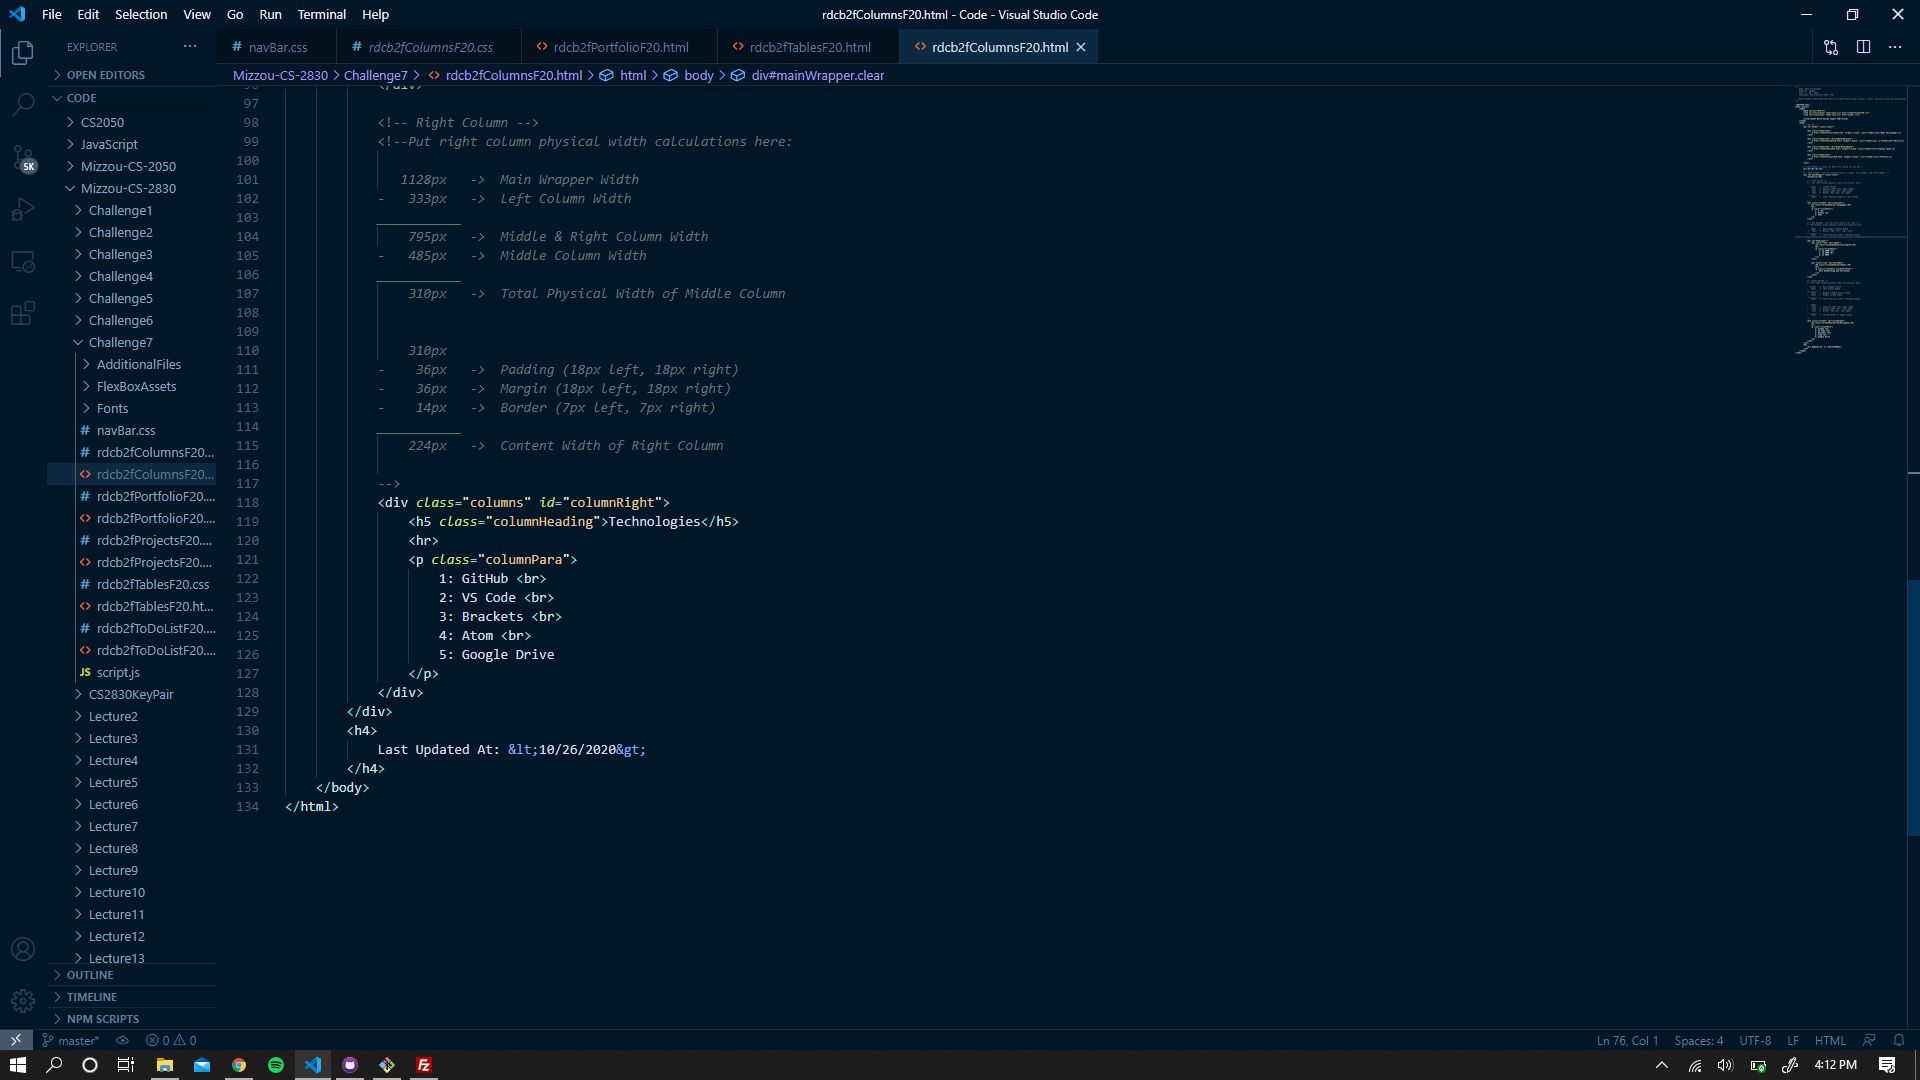 File Edit Selection View Go Run Terminal Help
rdcb2fColumnsF20.html - Code - Visual Studio Code
EXPLORER
navBar.css
rdcb2fColumnsF20.css
rdcb2fPortfolioF20.html
rdcb2fTablesF20.html
rdcb2fColumnsF20.html
Mizzou-CS-2830 > Challenge7 > rdcb2fColumnsF20.html > html > body > div#mainWrapper.clear
OPEN EDITORS
CODE
CS2050
JavaScript
Mizzou-CS-2050
Mizzou-CS-2830
Challenge1
Challenge2
Challenge3
Challenge4
Challenge5
Challenge6
Challenge7
AdditionalFiles
FlexBoxAssets
Fonts
navBar.css
rdcb2fColumnsF20...
rdcb2fColumnsF20...
rdcb2fPortfolioF20....
rdcb2fPortfolioF20....
rdcb2fProjectsF20....
rdcb2fProjectsF20....
rdcb2fTablesF20.css
rdcb2fTablesF20.ht...
rdcb2fToDoListF20....
rdcb2fToDoListF20....
JS script.js
CS2830KeyPair
Lecture2
Lecture3
Lecture4
Lecture5
Lecture6
Lecture7
Lecture8
Lecture9
Lecture10
Lecture11
Lecture12
Lecture13
OUTLINE
TIMELINE
NPM SCRIPTS
5K
96 </div>
97
98 <!-- Right Column -->
99 <!--Put right column physical width calculations here:
100
101 1128px -> Main Wrapper Width
102 - 333px -> Left Column Width
103 ___________
104 795px -> Middle & Right Column Width
105 - 485px -> Middle Column Width
106 ___________
107 310px -> Total Physical Width of Middle Column
108
109
110 310px
111 - 36px -> Padding (18px left, 18px right)
112 - 36px -> Margin (18px left, 18px right)
113 - 14px -> Border (7px left, 7px right)
114 ___________
115 224px -> Content Width of Right Column
116
117 -->
118 <div class="columns" id="columnRight">
119 <h5 class="columnHeading">Technologies</h5>
120 <hr>
121 <p class="columnPara">
122 1: GitHub <br>
123 2: VS Code <br>
124 3: Brackets <br>
125 4: Atom <br>
126 5: Google Drive
127 </p>
128 </div>
129 </div>
130 <h4>
131 Last Updated At: &lt;10/26/2020&gt;
132 </h4>
133 </body>
134 </html>
master* 0 0
Ln 76, Col 1 Spaces: 4 UTF-8 LF HTML
4:12 PM